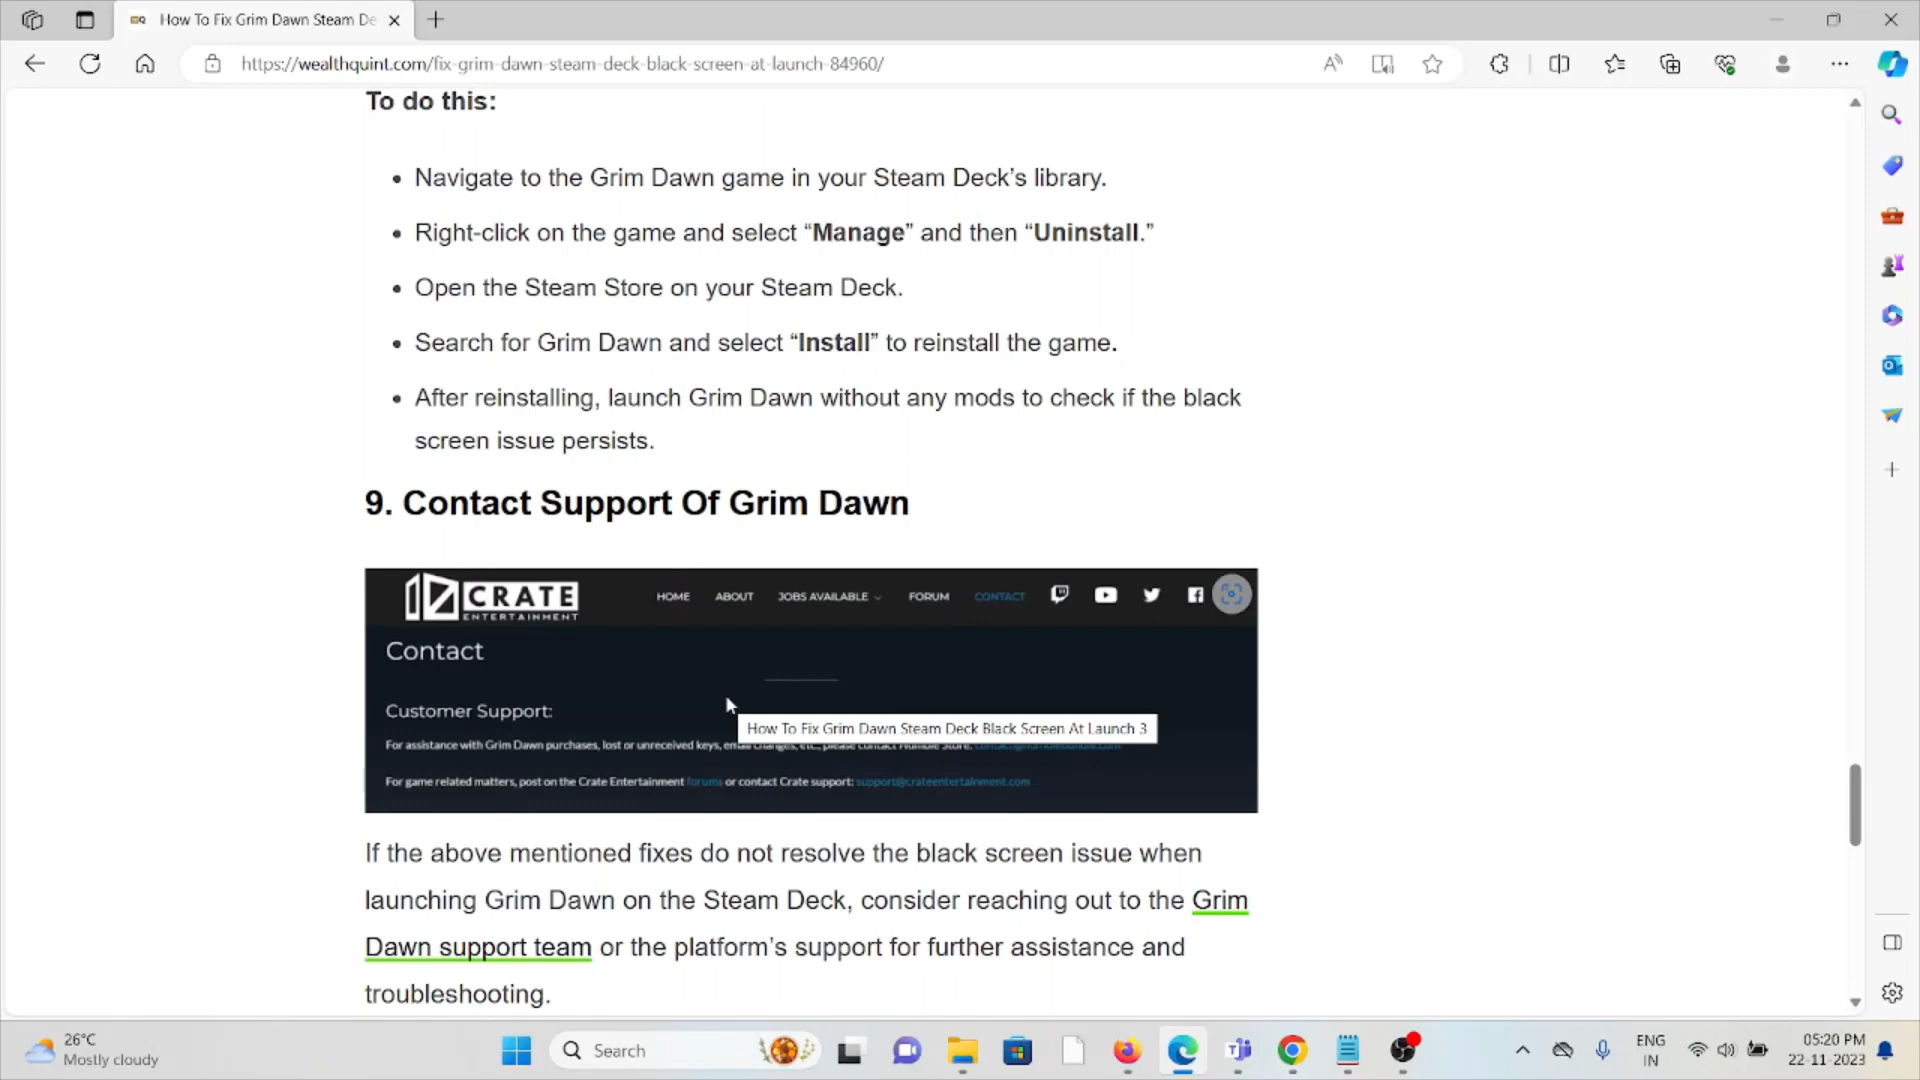 How To Fix Grim Dawn Steam De
https://wealthquint.com/fix-grim-dawn-steam-deck-black-screen-at-launch-84960/
To do this:
• Navigate to the Grim Dawn game in your Steam Deck’s library.
• Right-click on the game and select “Manage” and then “Uninstall.”
• Open the Steam Store on your Steam Deck.
• Search for Grim Dawn and select “Install” to reinstall the game.
• After reinstalling, launch Grim Dawn without any mods to check if the black
screen issue persists.
9. Contact Support Of Grim Dawn
CRATE
ENTERTAINMENT
HOME ABOUT JOBS AVAILABLE FORUM CONTACT
Contact
Customer Support:
How To Fix Grim Dawn Steam Deck Black Screen At Launch 3
For assistance with Grim Dawn purchases, lost or unreceived keys, email changes, etc., please contact Humble Store:
For game related matters, post on the Crate Entertainment forums or contact Crate support: support@crateentertainment.com
If the above mentioned fixes do not resolve the black screen issue when
launching Grim Dawn on the Steam Deck, consider reaching out to the Grim
Dawn support team or the platform’s support for further assistance and
troubleshooting.
26°C
Mostly cloudy
Search
ENG
IN
05:20 PM
22-11-2023